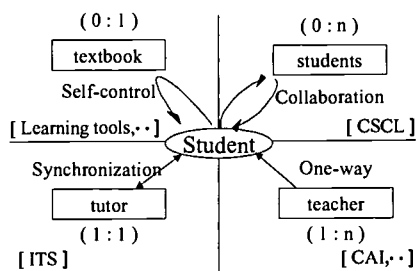 ( 0 : 1 ) ( 0 : n )
textbook students
Self-control Collaboration
[ Learning tools,‥ ] [ CSCL ]
Student
Synchronization One-way
tutor teacher
( 1 : 1 ) ( 1 : n )
[ ITS ] [ CAI,‥ ]